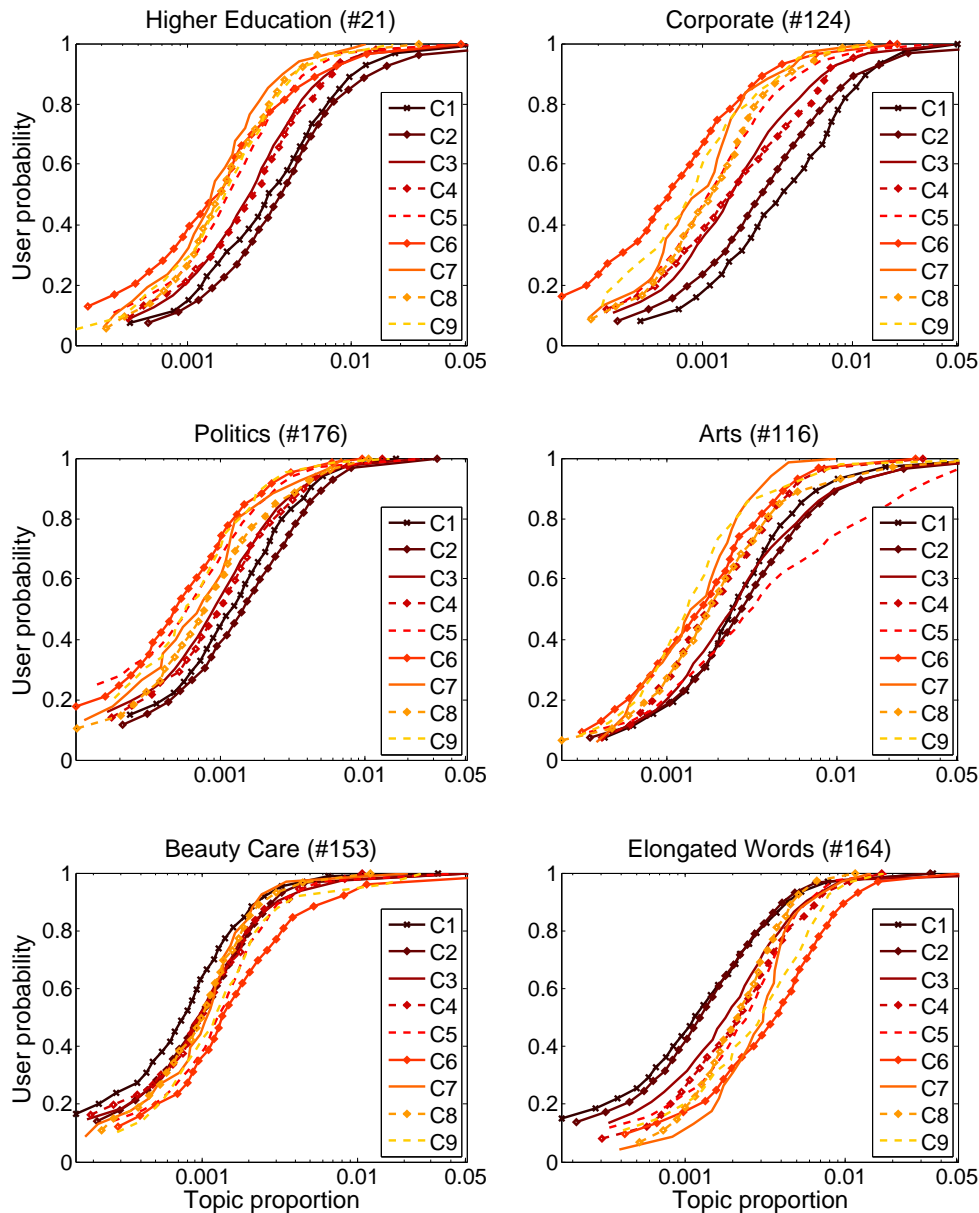 Higher Education (#21)
User probability
1
0.8
0.6
0.4
0.2
0
0.001
0.01
0.05
C1
C2
C3
C4
C5
C6
C7
C8
C9
Corporate (#124)
User probability
1
0.8
0.6
0.4
0.2
0
0.001
0.01
0.05
C1
C2
C3
C4
C5
C6
C7
C8
C9
Politics (#176)
User probability
1
0.8
0.6
0.4
0.2
0
0.001
0.01
0.05
C1
C2
C3
C4
C5
C6
C7
C8
C9
Arts (#116)
User probability
1
0.8
0.6
0.4
0.2
0
0.001
0.01
0.05
C1
C2
C3
C4
C5
C6
C7
C8
C9
Beauty Care (#153)
User probability
1
0.8
0.6
0.4
0.2
0
0.001
0.01
0.05
Topic proportion
C1
C2
C3
C4
C5
C6
C7
C8
C9
Elongated Words (#164)
User probability
1
0.8
0.6
0.4
0.2
0
0.001
0.01
0.05
Topic proportion
C1
C2
C3
C4
C5
C6
C7
C8
C9